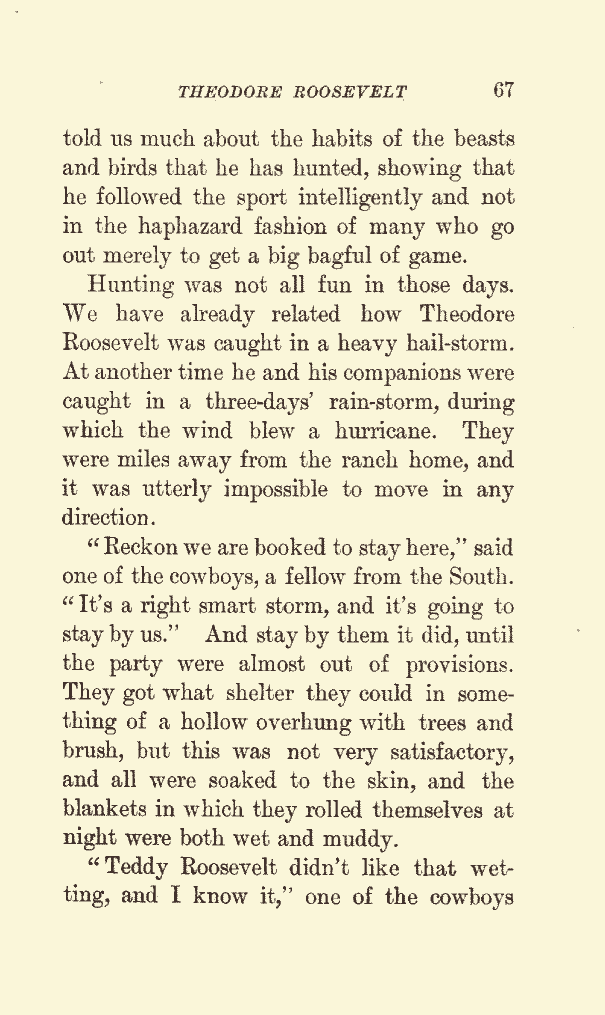 THEODORE ROOSEVELT 67
told us much about the habits of the beasts
and birds that he has hunted, showing that
he followed the sport intelligently and not
in the haphazard fashion of many who go
out merely to get a big bagful of game.
Hunting was not all fun in those days.
We have already related how Theodore
Roosevelt was caught in a heavy hail-storm.
At another time he and his companions were
caught in a three-days' rain-storm, during
which the wind blew a hurricane. They
were miles away from the ranch home, and
it was utterly impossible to move in any
direction.
"Reckon we are booked to stay here," said
one of the cowboys, a fellow from the South.
"It's a right smart storm, and it's going to
stay by us." And stay by them it did, until
the party were almost out of provisions.
They got what shelter they could in some-
thing of a hollow overhung with trees and
brush, but this was not very satisfactory,
and all were soaked to the skin, and the
blankets in which they rolled themselves at
night were both wet and muddy.
"Teddy Roosevelt didn't like that wet-
ting, and I know it," one of the cowboys